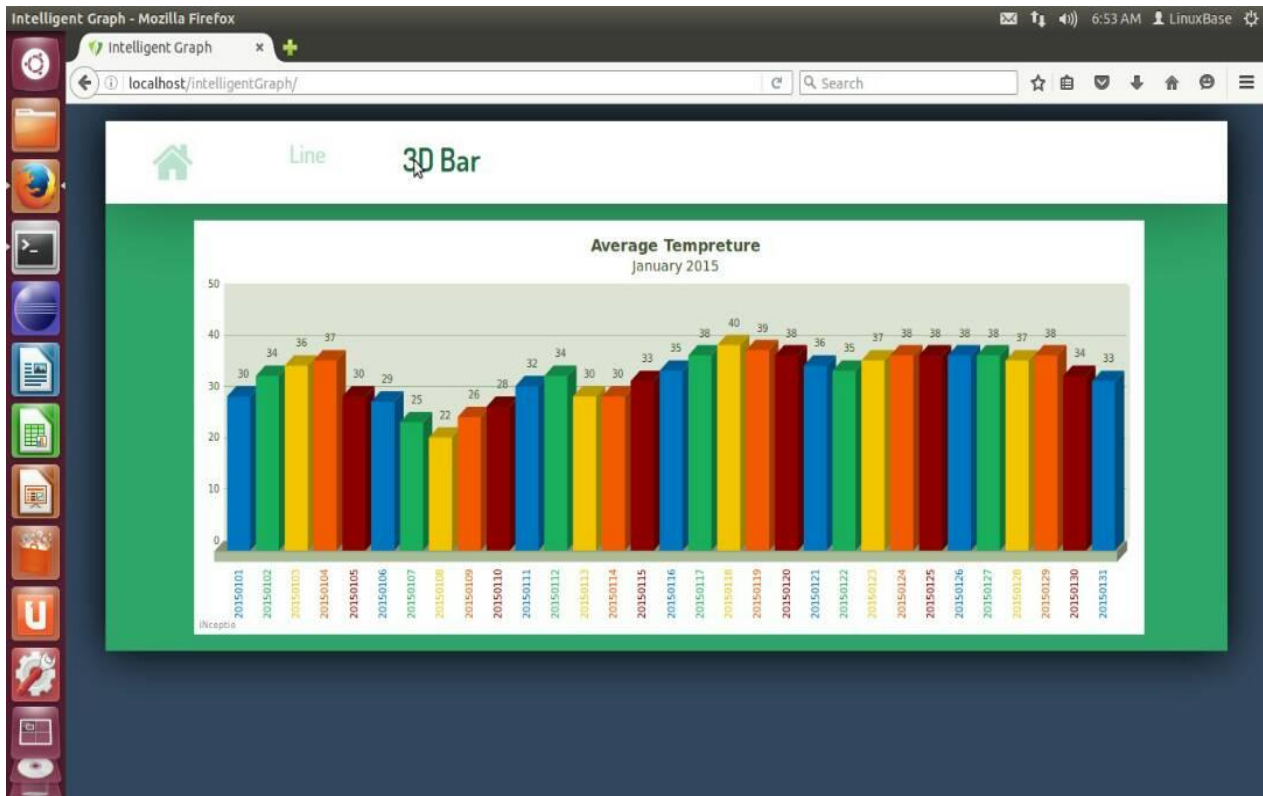 Intelligent Graph - Mozilla Firefox
6:53 AM LinuxBase
Intelligent Graph
localhost/intelligentGraph/
Search
Line
3D Bar
Average Tempreture
January 2015
50
40
30
20
10
0
30 34 36 37 30 29 25 22 26 28 32 34 30 30 33 35 38 40 39 38 36 35 37 38 38 38 38 37 38 34 33
20150101 20150102 20150103 20150104 20150105 20150106 20150107 20150108 20150109 20150110 20150111 20150112 20150113 20150114 20150115 20150116 20150117 20150118 20150119 20150120 20150121 20150122 20150123 20150124 20150125 20150126 20150127 20150128 20150129 20150130 20150131
iNceptio